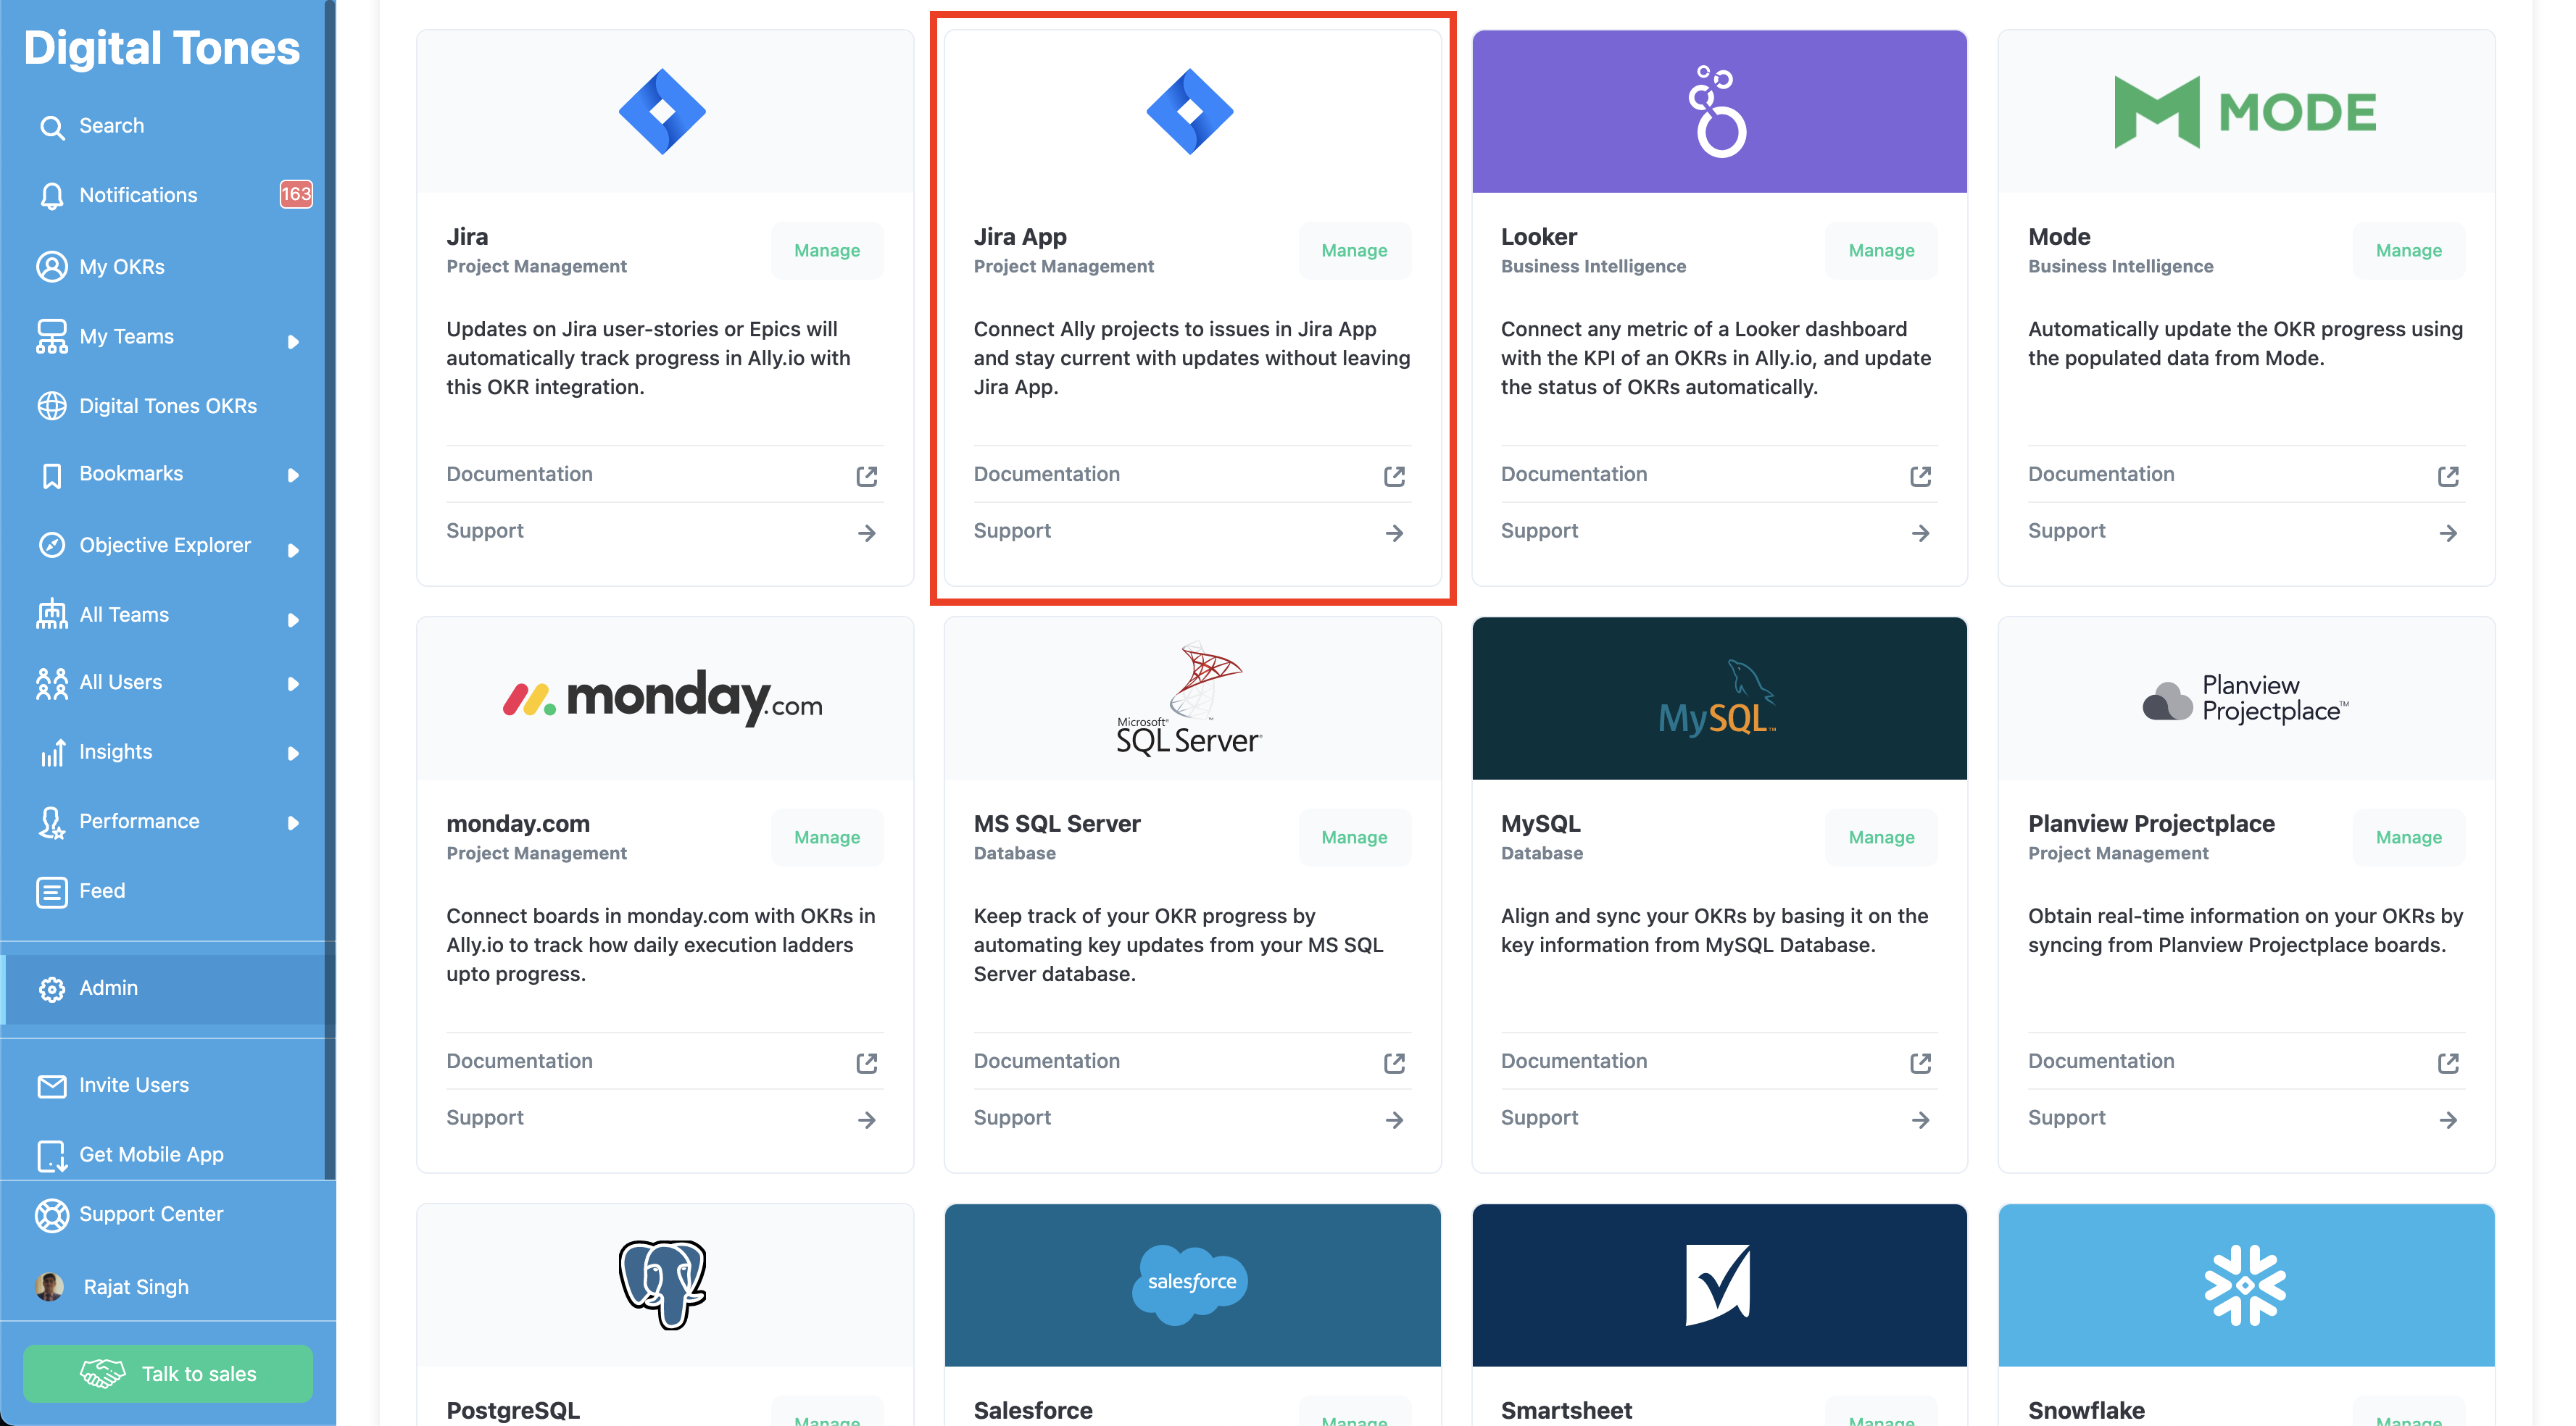 Digital Tones
Search
Notifications 163
My OKRs
My Teams
Digital Tones OKRs
Bookmarks
Objective Explorer
All Teams
All Users
Insights
Performance
Feed
Admin
Invite Users
Get Mobile App
Support Center
Rajat Singh
Talk to sales
Jira
Manage
Project Management
Updates on Jira user-stories or Epics will
automatically track progress in Ally.io with
this OKR integration.
Documentation
Support
Jira App
Manage
Project Management
Connect Ally projects to issues in Jira App
and stay current with updates without leaving
Jira App.
Documentation
Support
Looker
Manage
Business Intelligence
Connect any metric of a Looker dashboard
with the KPI of an OKRs in Ally.io, and update
the status of OKRs automatically.
Documentation
Support
MODE
Mode
Manage
Business Intelligence
Automatically update the OKR progress using
the populated data from Mode.
Documentation
Support
monday.com
monday.com
Manage
Project Management
Connect boards in monday.com with OKRs in
Ally.io to track how daily execution ladders
upto progress.
Documentation
Support
Microsoft®
SQL Server®
MS SQL Server
Manage
Database
Keep track of your OKR progress by
automating key updates from your MS SQL
Server database.
Documentation
Support
MySQL™
MySQL
Manage
Database
Align and sync your OKRs by basing it on the
key information from MySQL Database.
Documentation
Support
Planview
Projectplace™
Planview Projectplace
Manage
Project Management
Obtain real-time information on your OKRs by
syncing from Planview Projectplace boards.
Documentation
Support
PostgreSQL
Manage
salesforce
Salesforce
Manage
Smartsheet
Manage
Snowflake
Manage